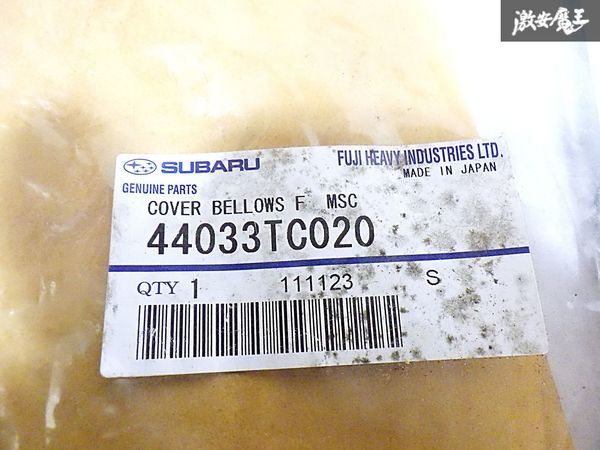 激安魔王
SUBARU
FUJI HEAVY INDUSTRIES LTD.
MADE IN JAPAN
GENUINE PARTS
COVER BELLOWS F MSC
44033TC020
QTY 1 111123 S